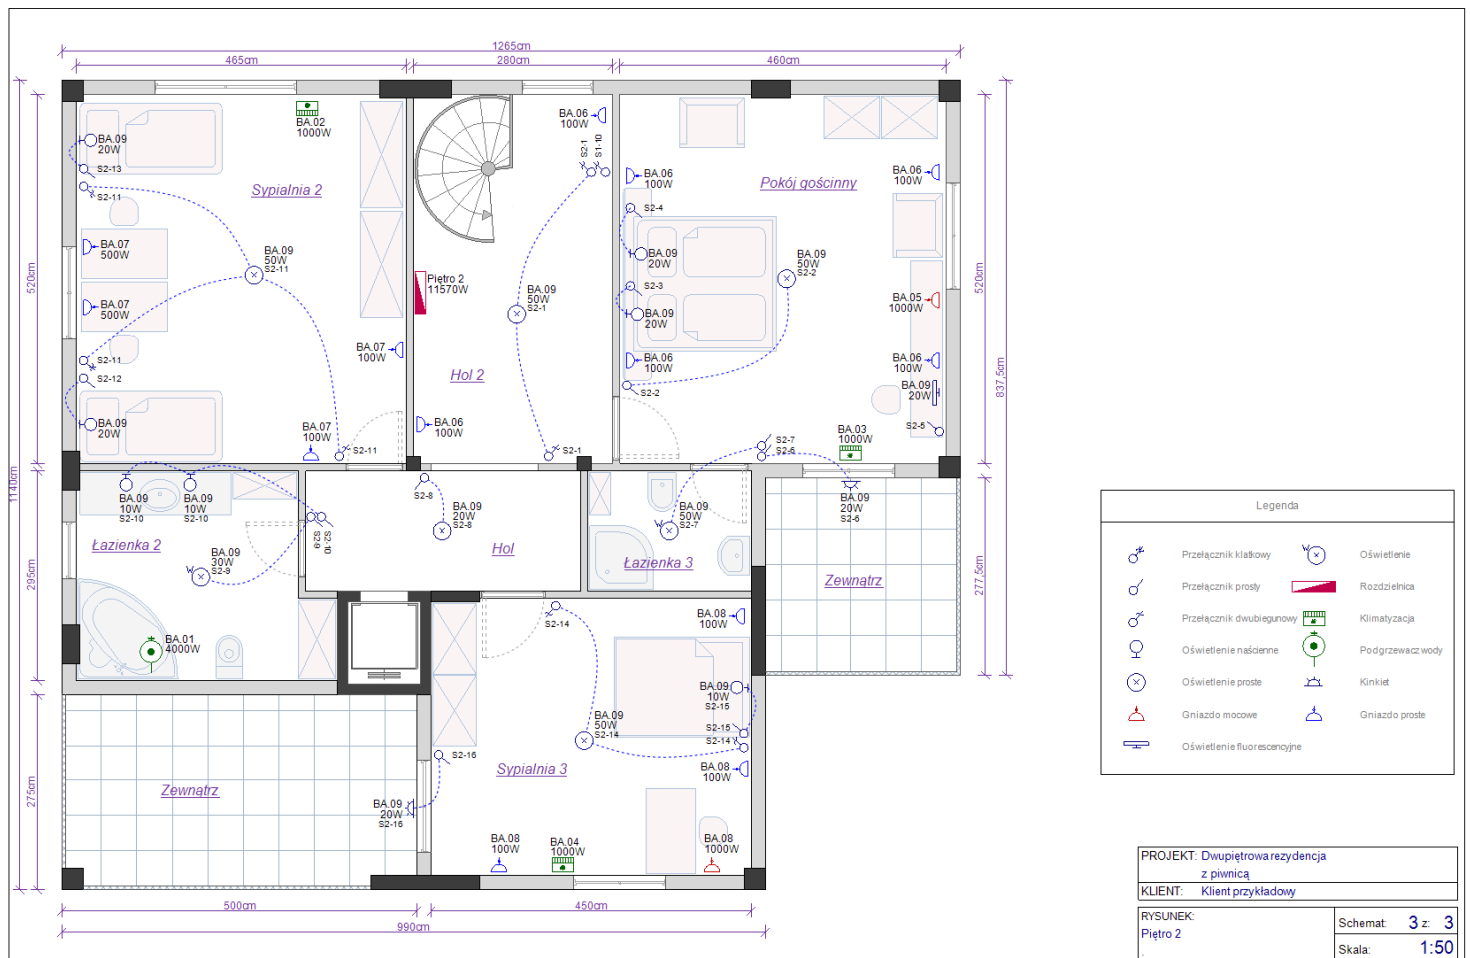 1265cm
465cm
280cm
460cm
BA.02
1000W
BA.09
20W
S2-13
S2-11
Sypialnia 2
BA.07
500W
BA.09
50W
S2-11
BA.07
500W
S2-11
S2-12
BA.07
100W
BA.09
20W
BA.07
100W
S2-11
520cm
1140cm
BA.06
100W
S2-1
S1-10
Piętro 2
11570W
BA.09
50W
S2-1
Hol 2
BA.06
100W
S2-1
BA.06
100W
S2-4
Pokój gościnny
BA.06
100W
BA.09
20W
BA.09
50W
S2-2
S2-3
BA.09
20W
BA.05
1000W
BA.06
100W
BA.06
100W
S2-2
BA.09
20W
BA.03
1000W
S2-5
S2-7
S2-6
520cm
837,5cm
BA.09
10W
S2-10
BA.09
10W
S2-10
Łazienka 2
BA.09
30W
S2-9
S2-9
S2-10
BA.01
4000W
295cm
S2-8
BA.09
20W
S2-8
Hol
BA.09
50W
S2-7
Łazienka 3
BA.09
20W
S2-6
Zewnątrz
277,5cm
S2-14
BA.08
100W
BA.09
10W
S2-15
BA.09
50W
S2-14
S2-15
S2-14
S2-16
Sypialnia 3
BA.08
100W
BA.09
20W
S2-16
BA.08
100W
BA.04
1000W
BA.08
1000W
Zewnątrz
275cm
500cm
450cm
990cm
Legenda
Przełącznik klatkowy
Oświetlenie
Przełącznik prosty
Rozdzielnica
Przełącznik dwubiegunowy
Klimatyzacja
Oświetlenie naścienne
Podgrzewacz wody
Oświetlenie proste
Kinkiet
Gniazdo mocowe
Gniazdo proste
Oświetlenie fluorescencyjne
PROJEKT: Dwupiętrowa rezydencja
z piwnicą
KLIENT: Klient przykładowy
RYSUNEK:
Piętro 2
Schemat: 3 z: 3
Skala: 1:50